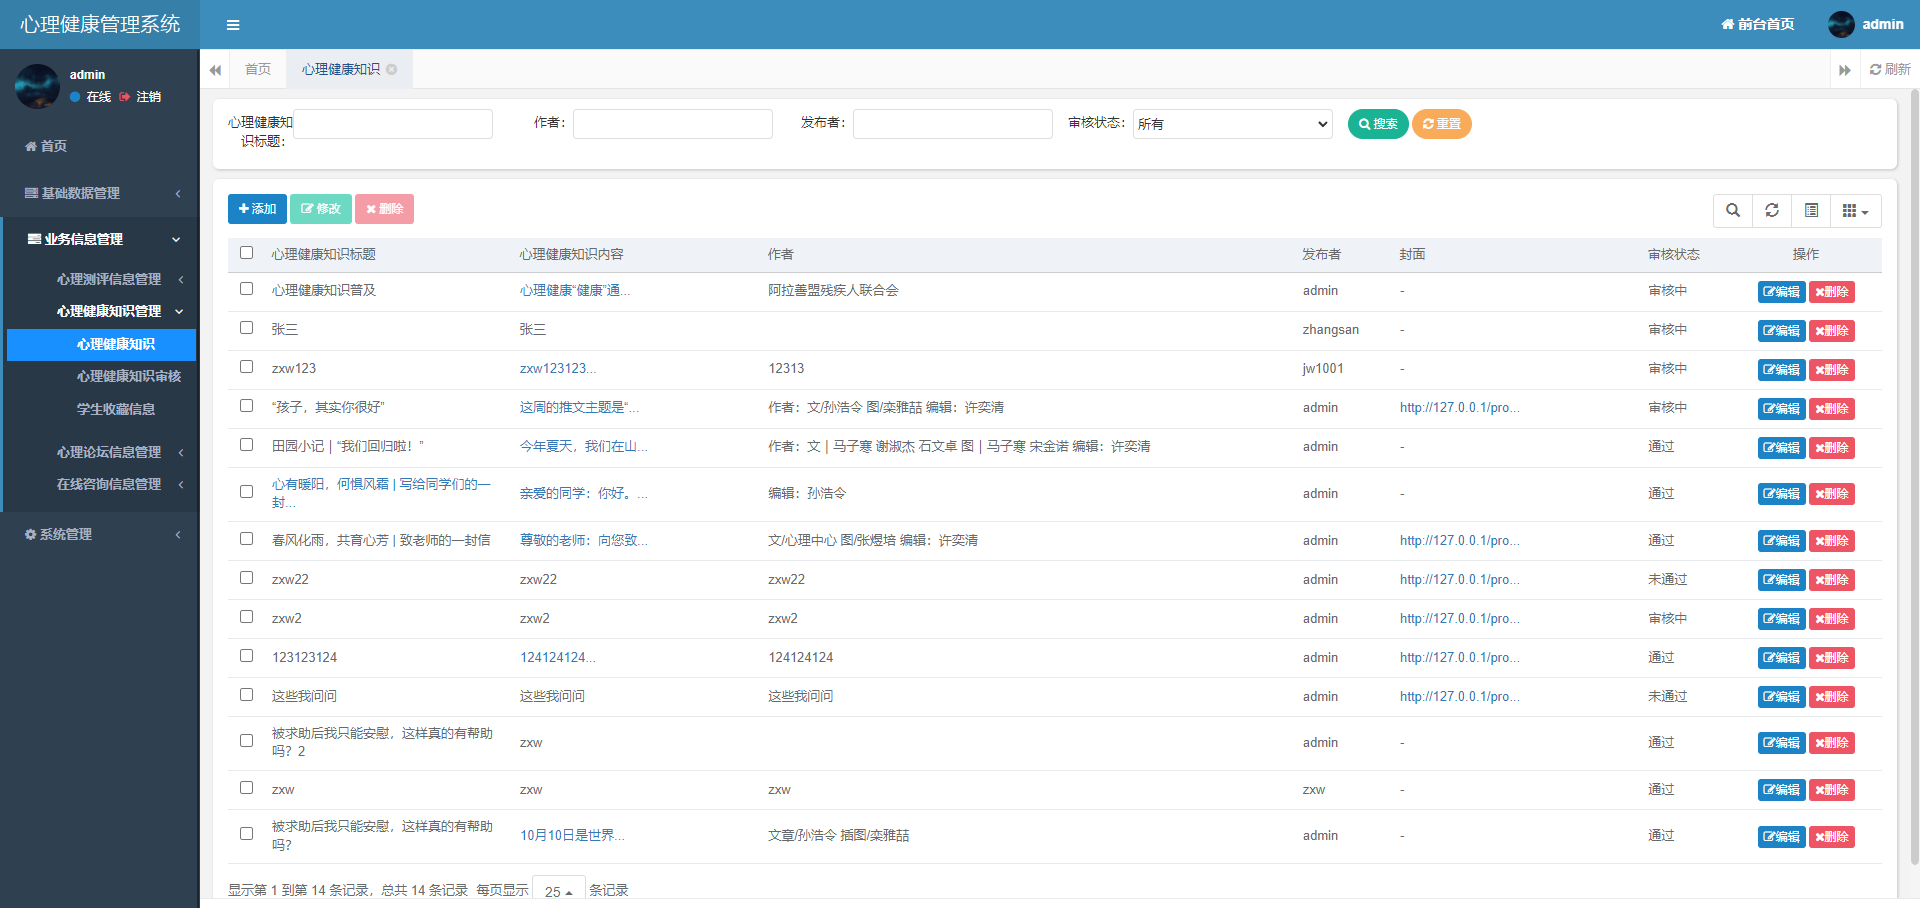 心理健康管理系统
前台首页
admin
admin
在线 注销
首页
心理健康知识
刷新
首页
基础数据管理
业务信息管理
心理测评信息管理
心理健康知识管理
心理健康知识
心理健康知识审核
学生收藏信息
心理论坛信息管理
在线咨询信息管理
系统管理
心理健康知
识标题：
作者：
发布者：
审核状态： 所有
搜索 重置
添加 修改 删除
心理健康知识标题 心理健康知识内容 作者 发布者 封面 审核状态 操作
心理健康知识普及 心理健康“健康”通... 阿拉善盟残疾人联合会 admin - 审核中 编辑 删除
张三 张三 zhangsan - 审核中 编辑 删除
zxw123 zxw123123... 12313 jw1001 - 审核中 编辑 删除
“孩子，其实你很好” 这周的推文主题是“... 作者：文/孙浩令 图/栾雅喆 编辑：许奕清 admin http://127.0.0.1/pro... 审核中 编辑 删除
田园小记 | “我们回归啦！” 今年夏天，我们在山... 作者：文 | 马子寒 谢淑杰 石文卓 图 | 马子寒 宋金诺 编辑：许奕清 admin - 通过 编辑 删除
心有暖阳，何惧风霜 | 写给同学们的一
封... 亲爱的同学：你好。... 编辑：孙浩令 admin - 通过 编辑 删除
春风化雨，共育心芳 | 致老师的一封信 尊敬的老师：向您致... 文/心理中心 图/张煜培 编辑：许奕清 admin http://127.0.0.1/pro... 通过 编辑 删除
zxw22 zxw22 zxw22 admin http://127.0.0.1/pro... 未通过 编辑 删除
zxw2 zxw2 zxw2 admin http://127.0.0.1/pro... 审核中 编辑 删除
123123124 124124124... 124124124 admin http://127.0.0.1/pro... 通过 编辑 删除
这些我问问 这些我问问 这些我问问 admin http://127.0.0.1/pro... 未通过 编辑 删除
被求助后我只能安慰，这样真的有帮助
吗？2 zxw admin - 通过 编辑 删除
zxw zxw zxw zxw - 通过 编辑 删除
被求助后我只能安慰，这样真的有帮助
吗？ 10月10日是世界... 文章/孙浩令 插图/栾雅喆 admin - 通过 编辑 删除
显示第 1 到第 14 条记录，总共 14 条记录 每页显示 25 条记录